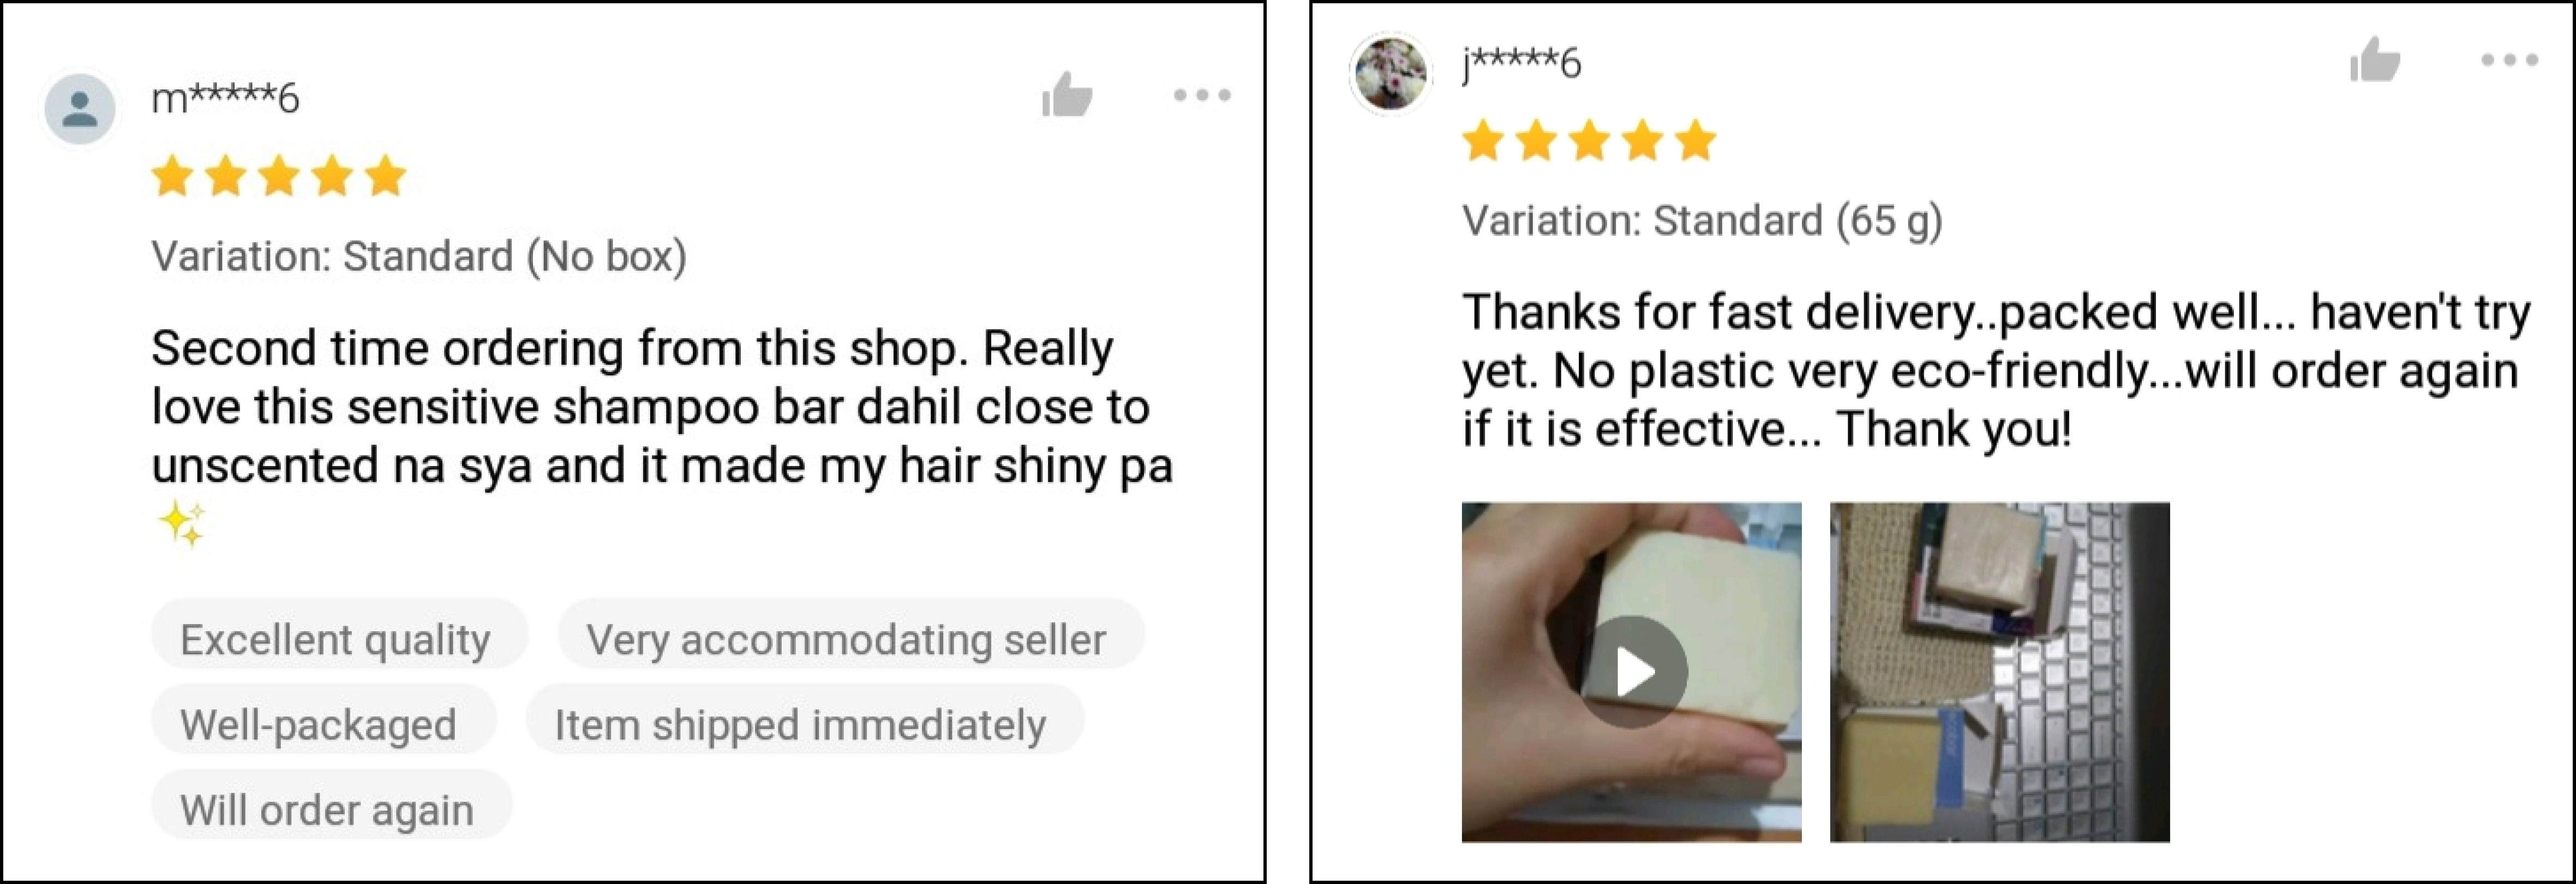 m*****6
Variation: Standard (No box)
Second time ordering from this shop. Really
love this sensitive shampoo bar dahil close to
unscented na sya and it made my hair shiny pa
✨
Excellent quality
Very accommodating seller
Well-packaged
Item shipped immediately
Will order again
j*****6
Variation: Standard (65 g)
Thanks for fast delivery..packed well... haven't try
yet. No plastic very eco-friendly...will order again
if it is effective... Thank you!